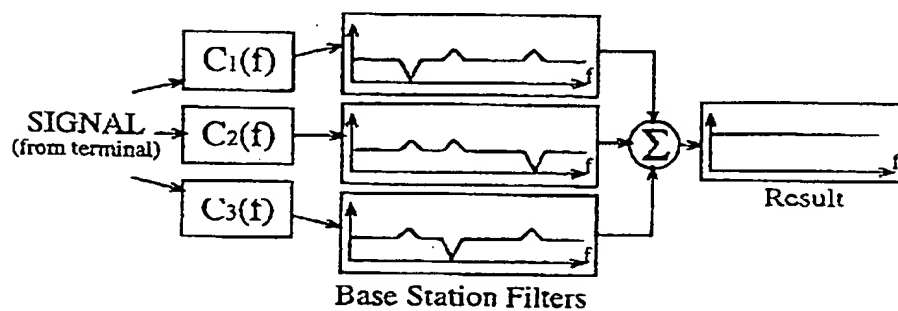 C1(f)
f
SIGNAL
(from terminal)
C2(f)
f
Σ
f
Result
C3(f)
f
Base Station Filters